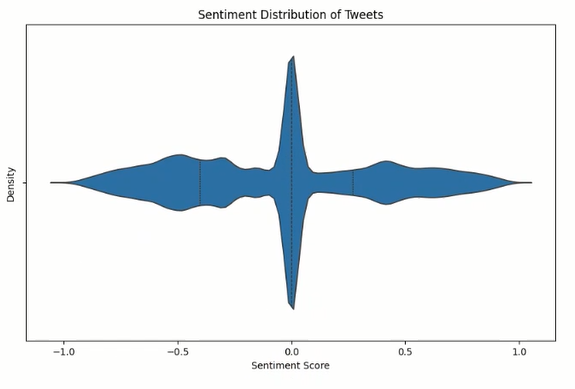 Sentiment Distribution of Tweets
Density
−1.0 −0.5 0.0 0.5 1.0
Sentiment Score